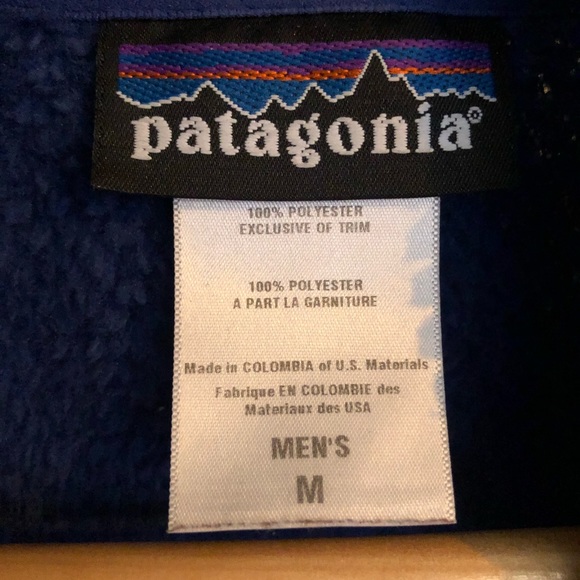 patagonia®
100% POLYESTER
EXCLUSIVE OF TRIM
100% POLYESTER
A PART LA GARNITURE
Made in COLOMBIA of U.S. Materials
Fabrique EN COLOMBIE des
Materiaux des USA
MEN'S
M